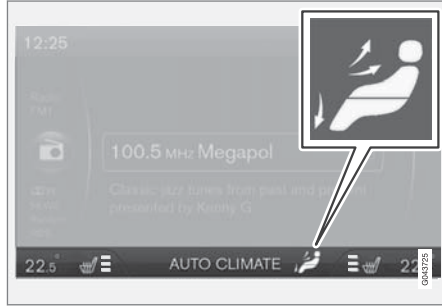 12:25
Radio
FM1
100.5 MHz Megapol
Classic jazz tunes from past and present
presented by Kenny G
22.5° AUTO CLIMATE 22
G043725